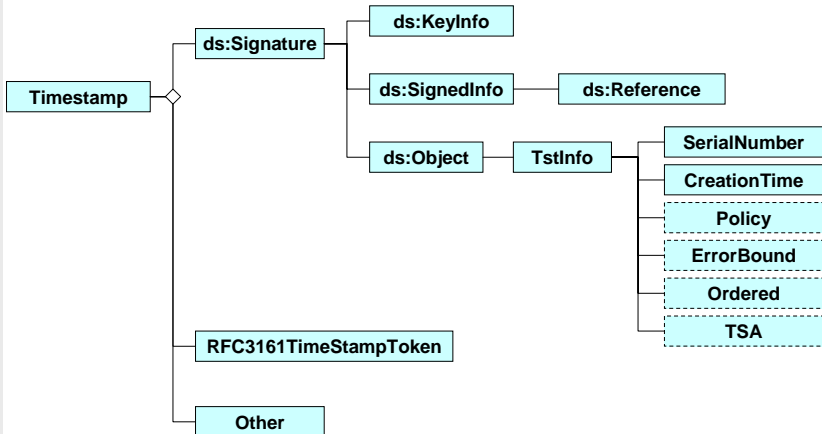 ds:KeyInfo
ds:Signature
Timestamp
ds:SignedInfo
ds:Reference
ds:Object
TstInfo
SerialNumber
CreationTime
Policy
ErrorBound
Ordered
TSA
RFC3161TimeStampToken
Other